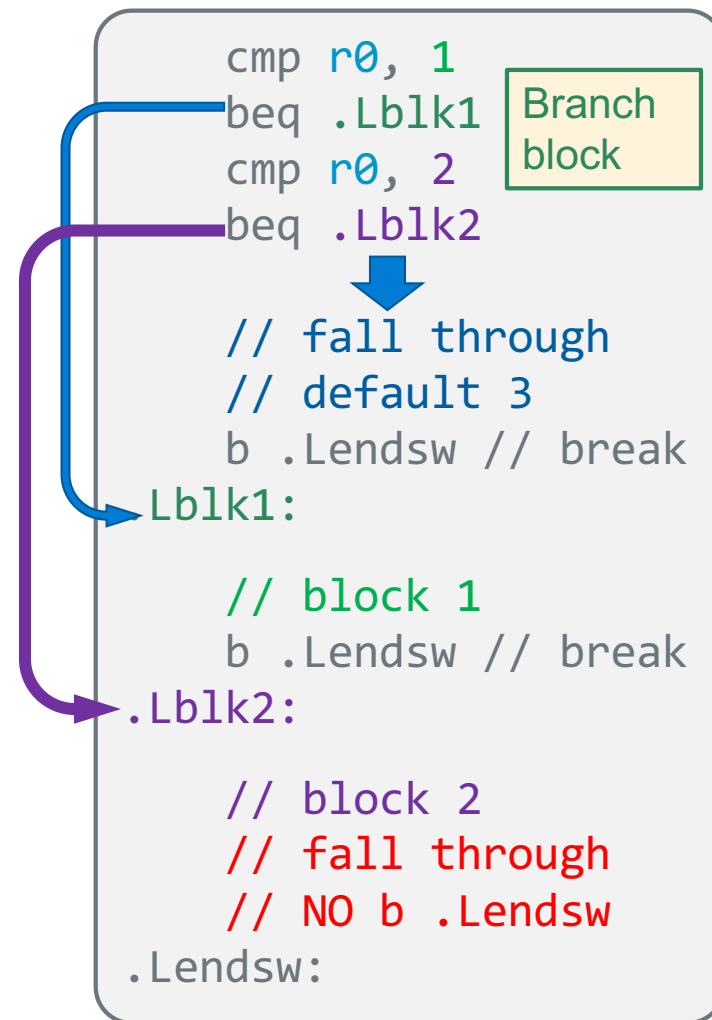 cmp r0, 1
beq .Lblk1
Branch
block
cmp r0, 2
beq .Lblk2
// fall through
// default 3
b .Lendsw // break
.Lblk1:
// block 1
b .Lendsw // break
.Lblk2:
// block 2
// fall through
// NO b .Lendsw
.Lendsw: